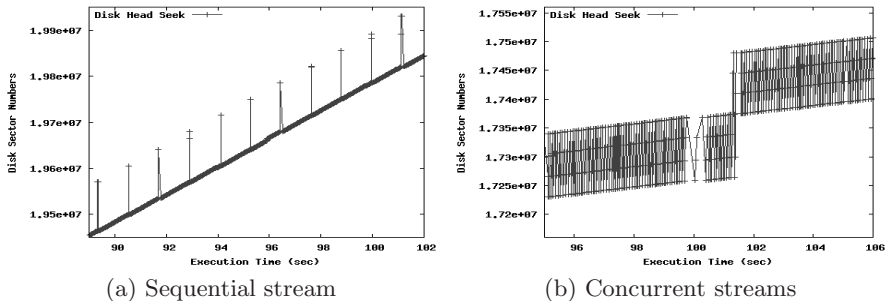 Disk Head Seek
Disk Sector Numbers
1.99e+07
1.98e+07
1.97e+07
1.96e+07
1.95e+07
90 92 94 96 98 100 102
Execution Time (sec)
(a) Sequential stream
Disk Head Seek
Disk Sector Numbers
1.755e+07
1.75e+07
1.745e+07
1.74e+07
1.735e+07
1.73e+07
1.725e+07
1.72e+07
96 98 100 102 104 106
Execution Time (sec)
(b) Concurrent streams